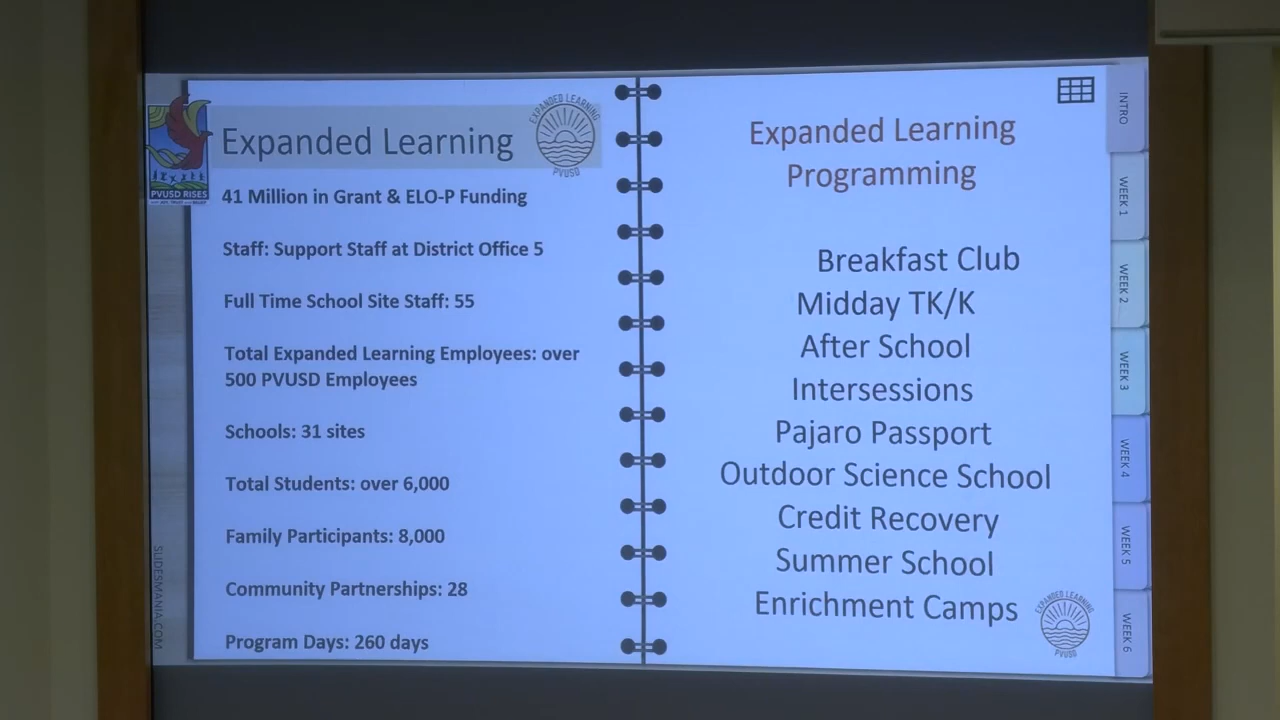 Expanded Learning
EXPANDED LEARNING
PVUSD
PVUSD RISES
41 Million in Grant & ELO-P Funding
Staff: Support Staff at District Office 5
Full Time School Site Staff: 55
Total Expanded Learning Employees: over
500 PVUSD Employees
Schools: 31 sites
Total Students: over 6,000
Family Participants: 8,000
Community Partnerships: 28
Program Days: 260 days
SLIDESMANIA.COM
Expanded Learning
Programming
Breakfast Club
Midday TK/K
After School
Intersessions
Pajaro Passport
Outdoor Science School
Credit Recovery
Summer School
Enrichment Camps
EXPANDED LEARNING
PVUSD
INTRO
WEEK 1
WEEK 2
WEEK 3
WEEK 4
WEEK 5
WEEK 6